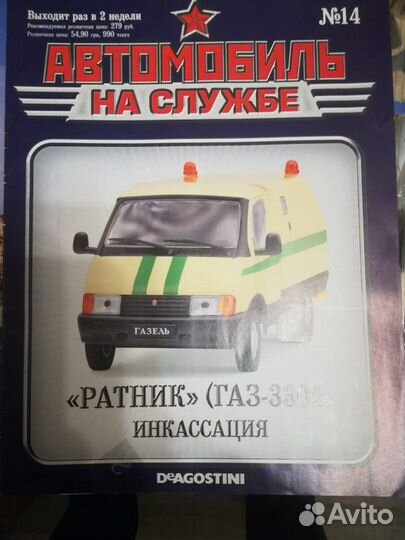 Выходит раз в 2 недели
Рекомендуемая розничная цена: 279 руб.
Розничная цена: 54,90 грн, 990 тенге
№14
АВТОМОБИЛЬ
НА СЛУЖБЕ
ГАЗЕЛЬ
«РАТНИК» (ГАЗ-3302)
ИНКАССАЦИЯ
DeAGOSTINI
Avito